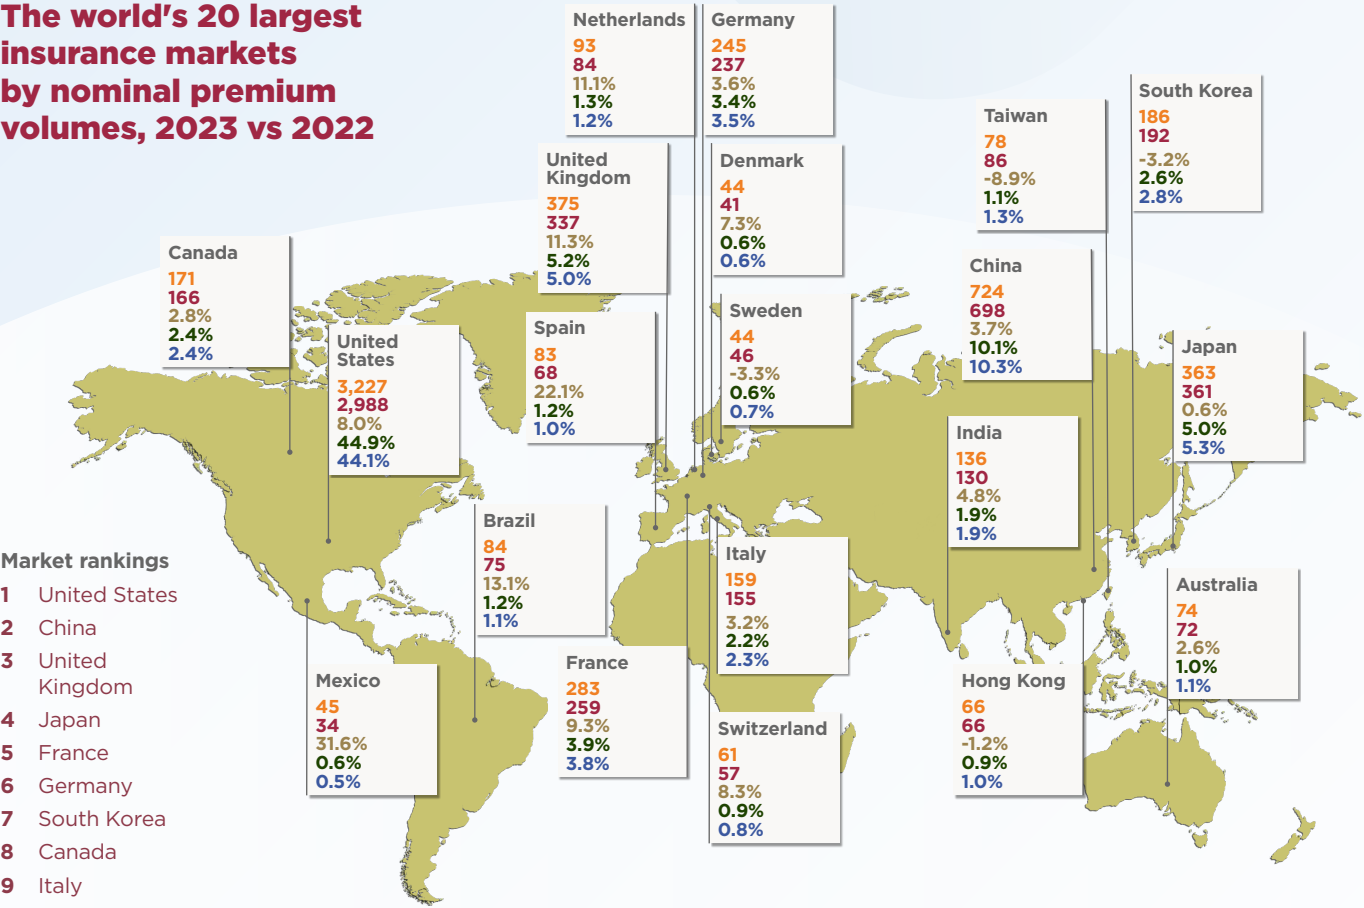 The world's 20 largest
insurance markets
by nominal premium
volumes, 2023 vs 2022
Netherlands
93
84
11.1%
1.3%
1.2%
Germany
245
237
3.6%
3.4%
3.5%
South Korea
186
192
-3.2%
2.6%
2.8%
Taiwan
78
86
-8.9%
1.1%
1.3%
United
Kingdom
375
337
11.3%
5.2%
5.0%
Denmark
44
41
7.3%
0.6%
0.6%
Canada
171
166
2.8%
2.4%
2.4%
China
724
698
3.7%
10.1%
10.3%
United
States
3,227
2,988
8.0%
44.9%
44.1%
Spain
83
68
22.1%
1.2%
1.0%
Sweden
44
46
-3.3%
0.6%
0.7%
Japan
363
361
0.6%
5.0%
5.3%
India
136
130
4.8%
1.9%
1.9%
Brazil
84
75
13.1%
1.2%
1.1%
Italy
159
155
3.2%
2.2%
2.3%
Australia
74
72
2.6%
1.0%
1.1%
Mexico
45
34
31.6%
0.6%
0.5%
France
283
259
9.3%
3.9%
3.8%
Switzerland
61
57
8.3%
0.9%
0.8%
Hong Kong
66
66
-1.2%
0.9%
1.0%
Market rankings
1 United States
2 China
3 United
Kingdom
4 Japan
5 France
6 Germany
7 South Korea
8 Canada
9 Italy